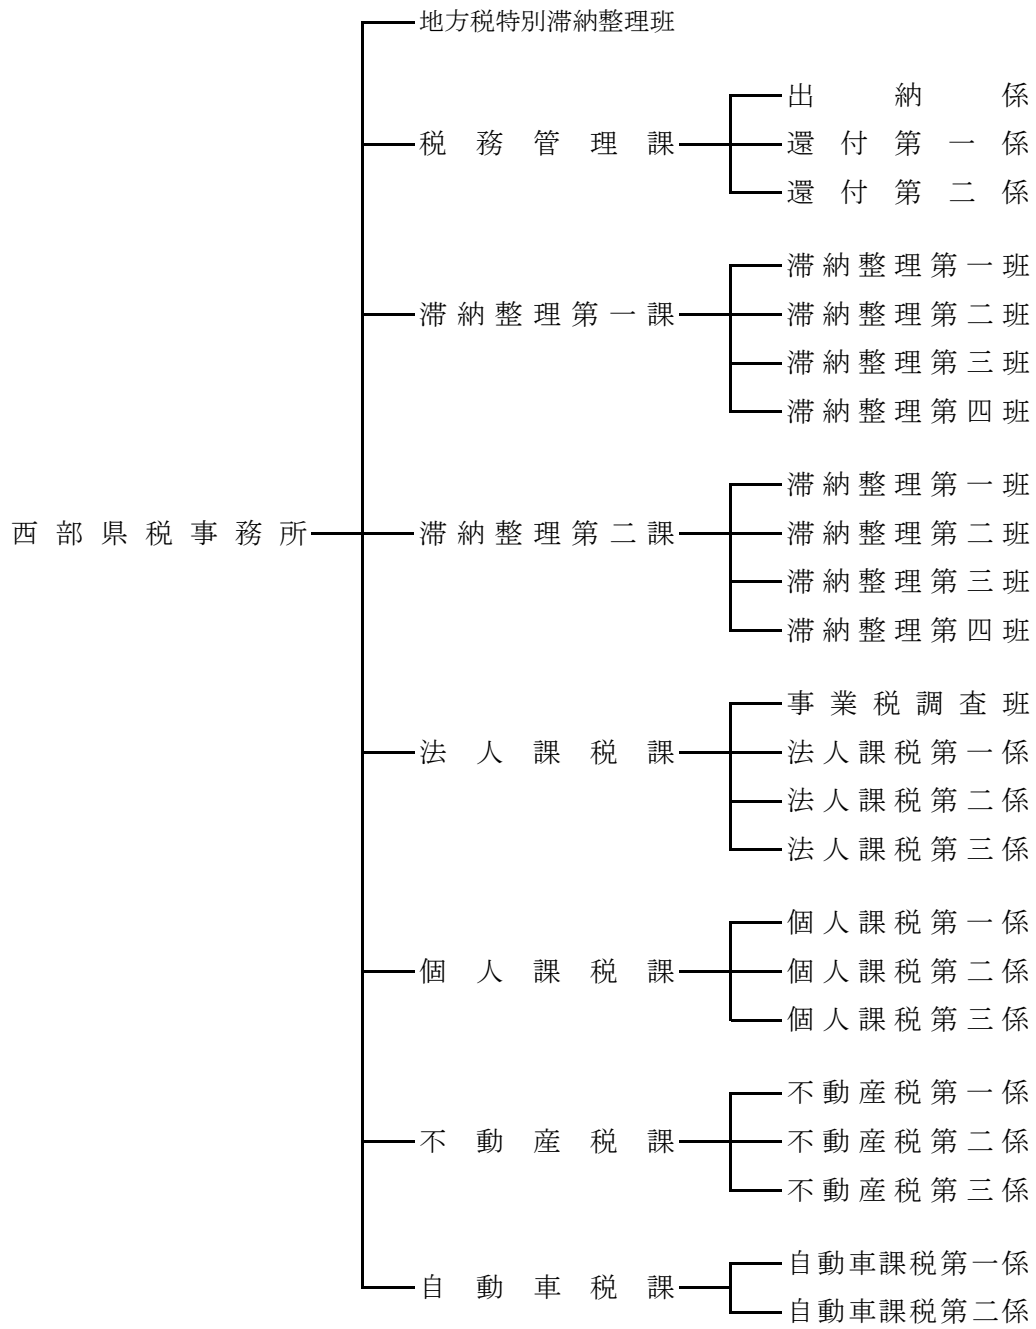 地方税特別滞納整理班
出納係
税務管理課
還付第一係
還付第二係
滞納整理第一班
滞納整理第一課
滞納整理第二班
滞納整理第三班
滞納整理第四班
滞納整理第一班
西部県税事務所
滞納整理第二課
滞納整理第二班
滞納整理第三班
滞納整理第四班
事業税調査班
法人課税課
法人課税第一係
法人課税第二係
法人課税第三係
個人課税第一係
個人課税課
個人課税第二係
個人課税第三係
不動産税第一係
不動産税課
不動産税第二係
不動産税第三係
自動車課税第一係
自動車税課
自動車課税第二係